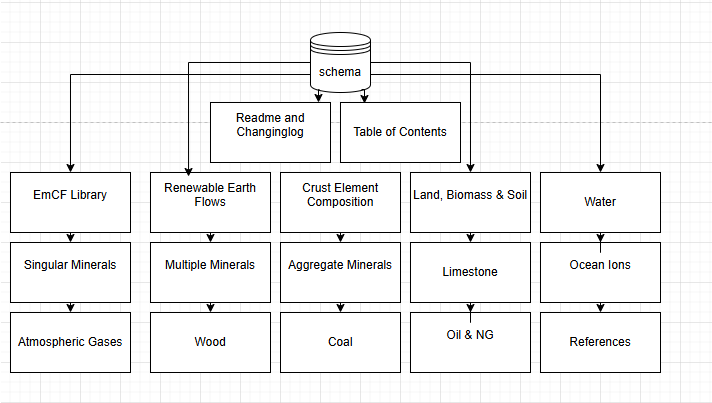 schema
Readme and
Changinglog
Table of Contents
EmCF Library
Renewable Earth
Flows
Crust Element
Composition
Land, Biomass & Soil
Water
Singular Minerals
Multiple Minerals
Aggregate Minerals
Limestone
Ocean Ions
Atmospheric Gases
Wood
Coal
Oil & NG
References